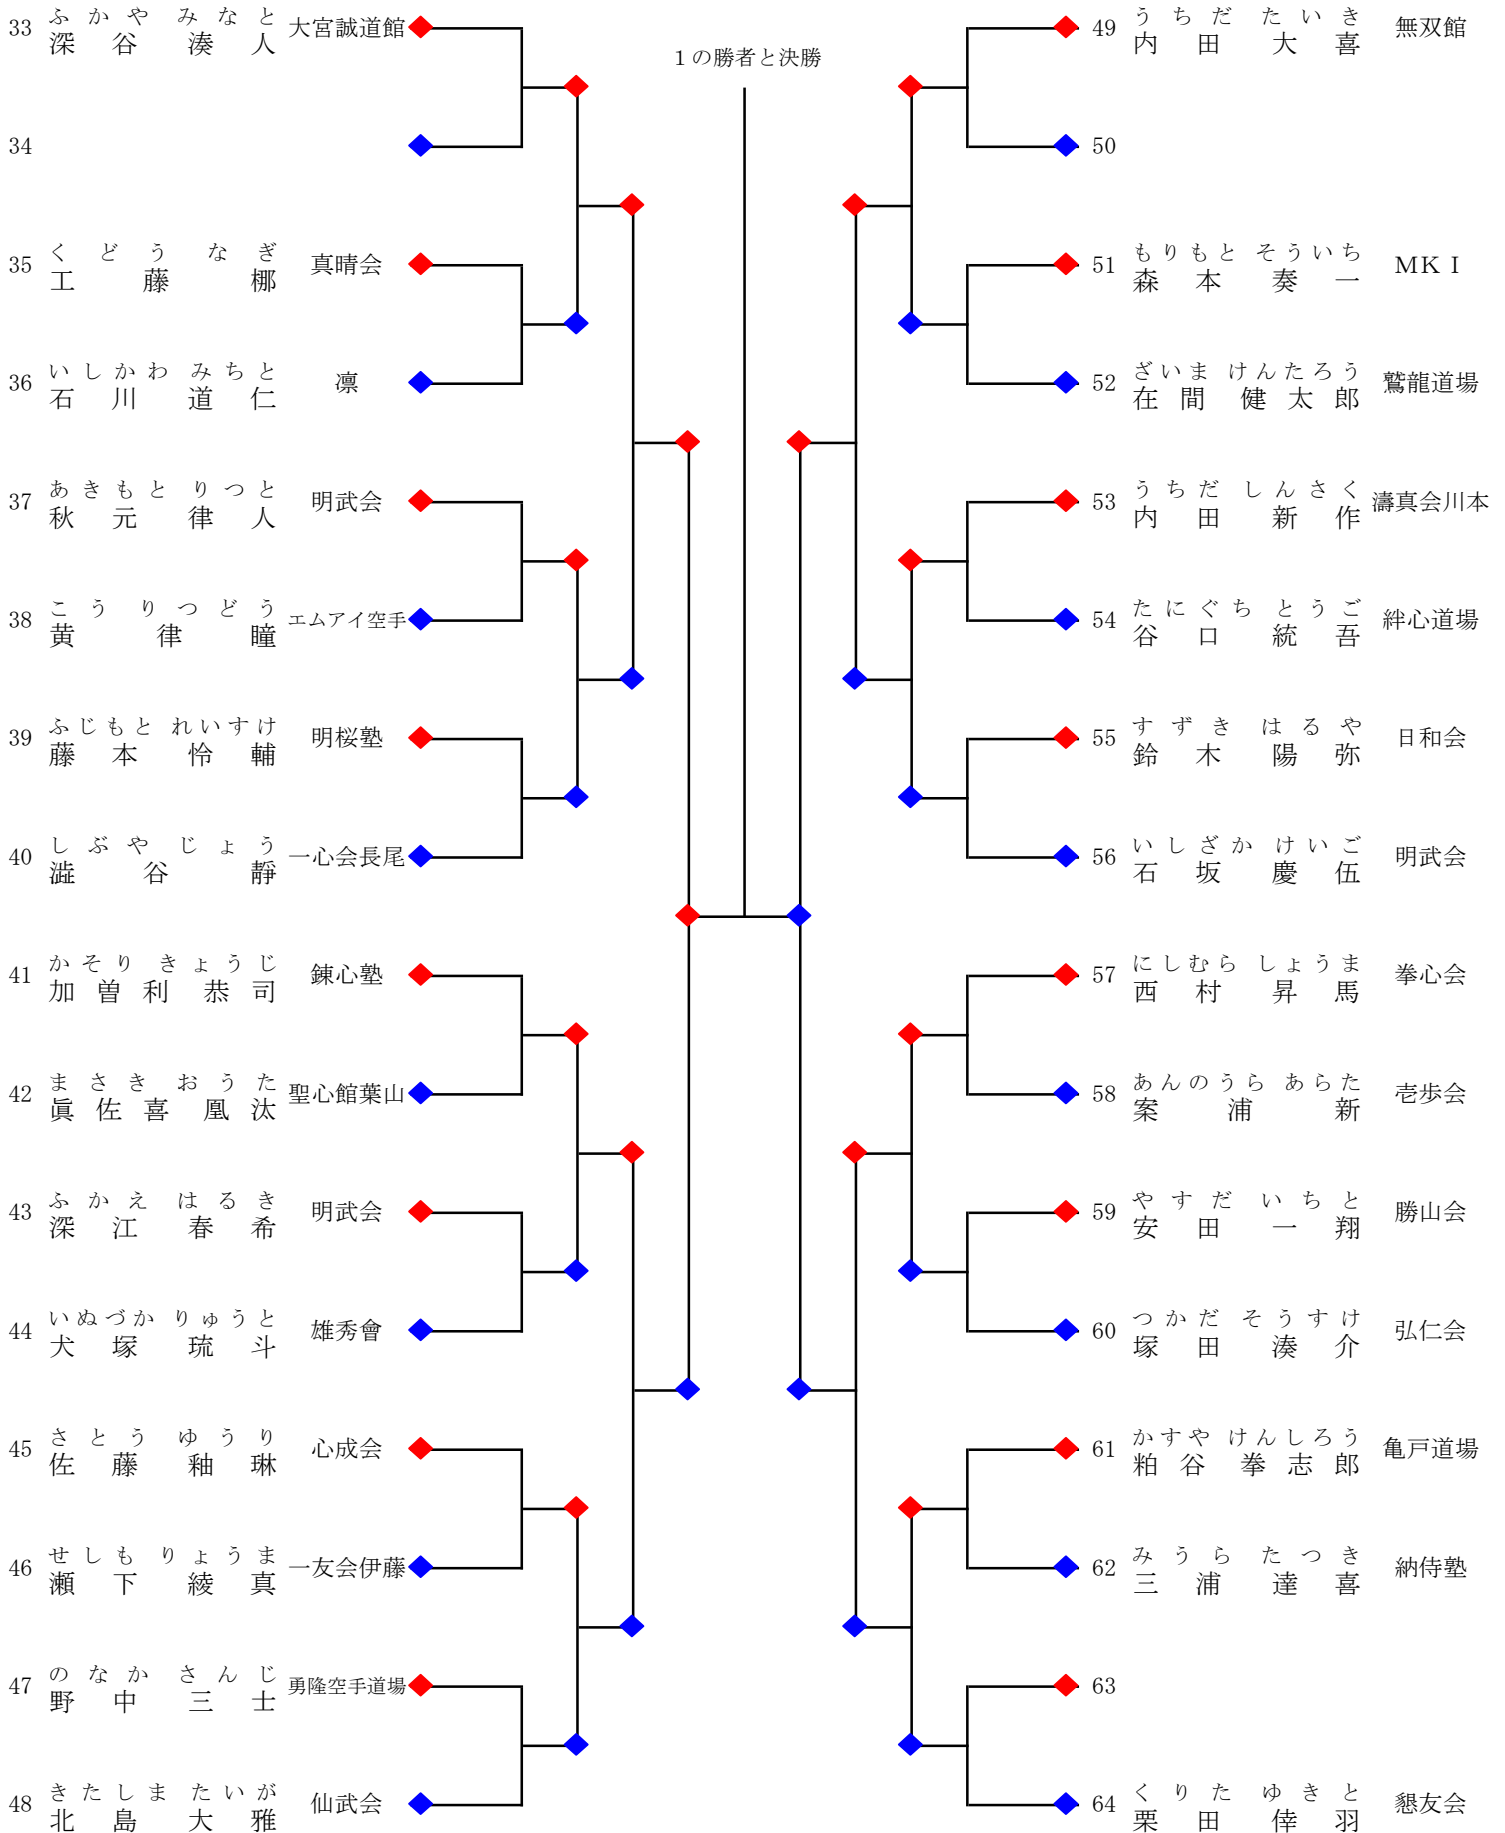 1の勝者と決勝
ふかや みなと
33 深谷 湊人 大宮誠道館
34
くどう なぎ
35 工藤 梛 真晴会
いしかわ みちと
36 石川 道仁 凛
あきもと りつと
37 秋元 律人 明武会
こう りつどう
38 黄 律瞳 エムアイ空手
ふじもと れいすけ
39 藤本 怜輔 明桜塾
しぶや じょう
40 澁谷 靜 一心会長尾
かそり きょうじ
41 加曽利 恭司 錬心塾
まさき おうた
42 眞佐喜 凰汰 聖心館葉山
ふかえ はるき
43 深江 春希 明武会
いぬづか りゅうと
44 犬塚 琉斗 雄秀會
さとう ゆうり
45 佐藤 釉琳 心成会
せしも りょうま
46 瀬下 綾真 一友会伊藤
のなか さんじ
47 野中 三士 勇隆空手道場
きたしま たいが
48 北島 大雅 仙武会
うちだ たいき
49 内田 大喜 無双館
50
もりもと そういち
51 森本 奏一 MKI
ざいま けんたろう
52 在間 健太郎 鷲龍道場
うちだ しんさく
53 内田 新作 濤真会川本
たにぐち とうご
54 谷口 統吾 絆心道場
すずき はるや
55 鈴木 陽弥 日和会
いしざか けいご
56 石坂 慶伍 明武会
にしむら しょうま
57 西村 昇馬 拳心会
あんのうら あらた
58 案浦 新 壱歩会
やすだ いちと
59 安田 一翔 勝山会
つかだ そうすけ
60 塚田 湊介 弘仁会
かすや けんしろう
61 粕谷 拳志郎 亀戸道場
みうら たつき
62 三浦 達喜 納侍塾
63
くりた ゆきと
64 栗田 倖羽 懇友会